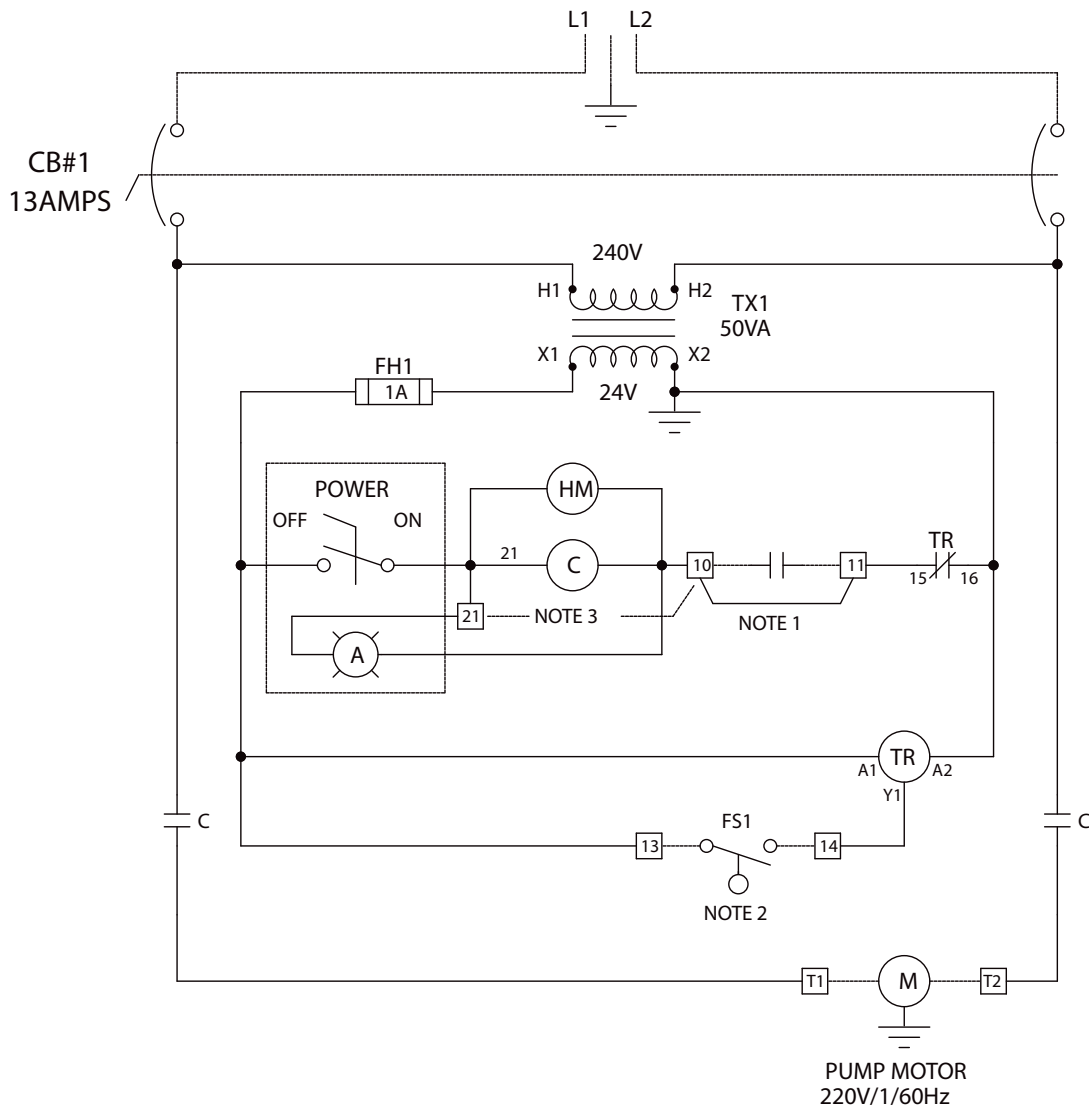 L1 L2
CB#1
13AMPS
240V
H1 H2
TX1
50VA
X1 X2
FH1
1A
24V
POWER
OFF ON
HM
21
C
10
11
TR
15 16
21
NOTE 3
NOTE 1
A
TR
A1 A2
Y1
C
C
FS1
13
14
NOTE 2
T1
M
T2
PUMP MOTOR
220V/1/60Hz